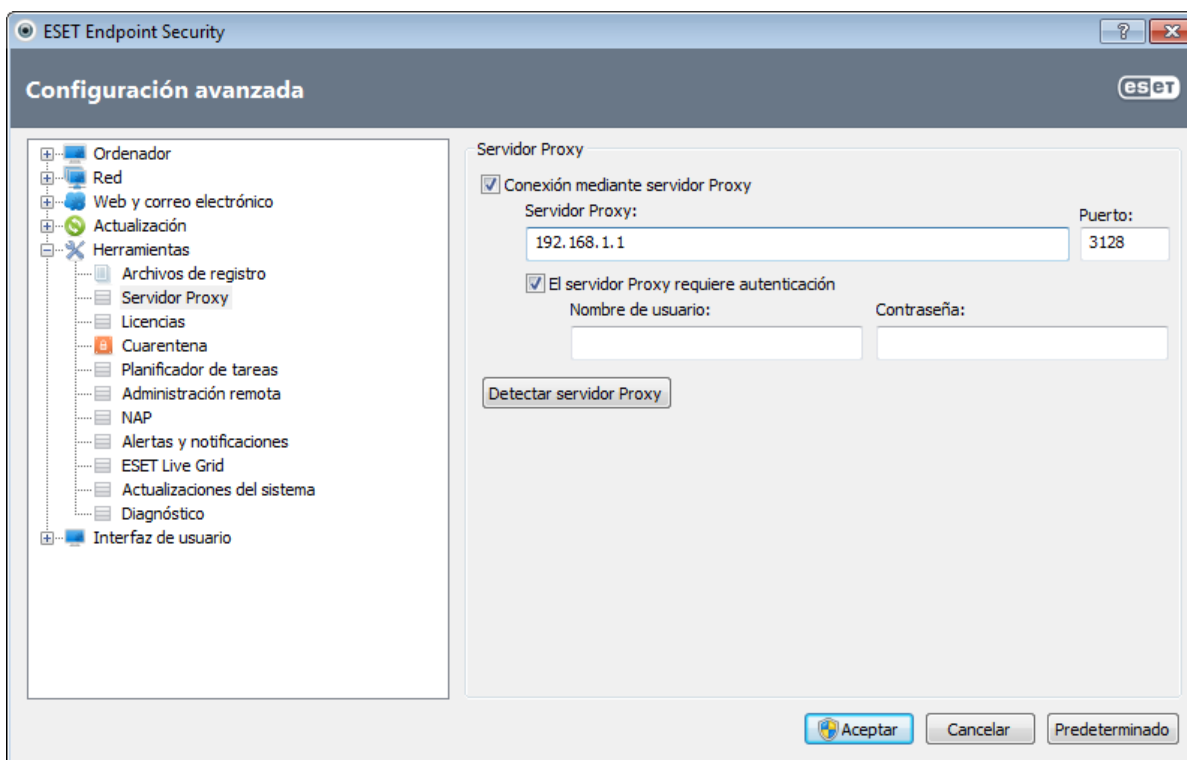 ESET Endpoint Security
?
Configuración avanzada
eseT
Ordenador
Red
Web y correo electrónico
Actualización
Herramientas
Archivos de registro
Servidor Proxy
Licencias
Cuarentena
Planificador de tareas
Administración remota
NAP
Alertas y notificaciones
ESET Live Grid
Actualizaciones del sistema
Diagnóstico
Interfaz de usuario
Servidor Proxy
Conexión mediante servidor Proxy
Servidor Proxy: Puerto:
192.168.1.1 3128
El servidor Proxy requiere autenticación
Nombre de usuario: Contraseña:
Detectar servidor Proxy
Aceptar Cancelar Predeterminado